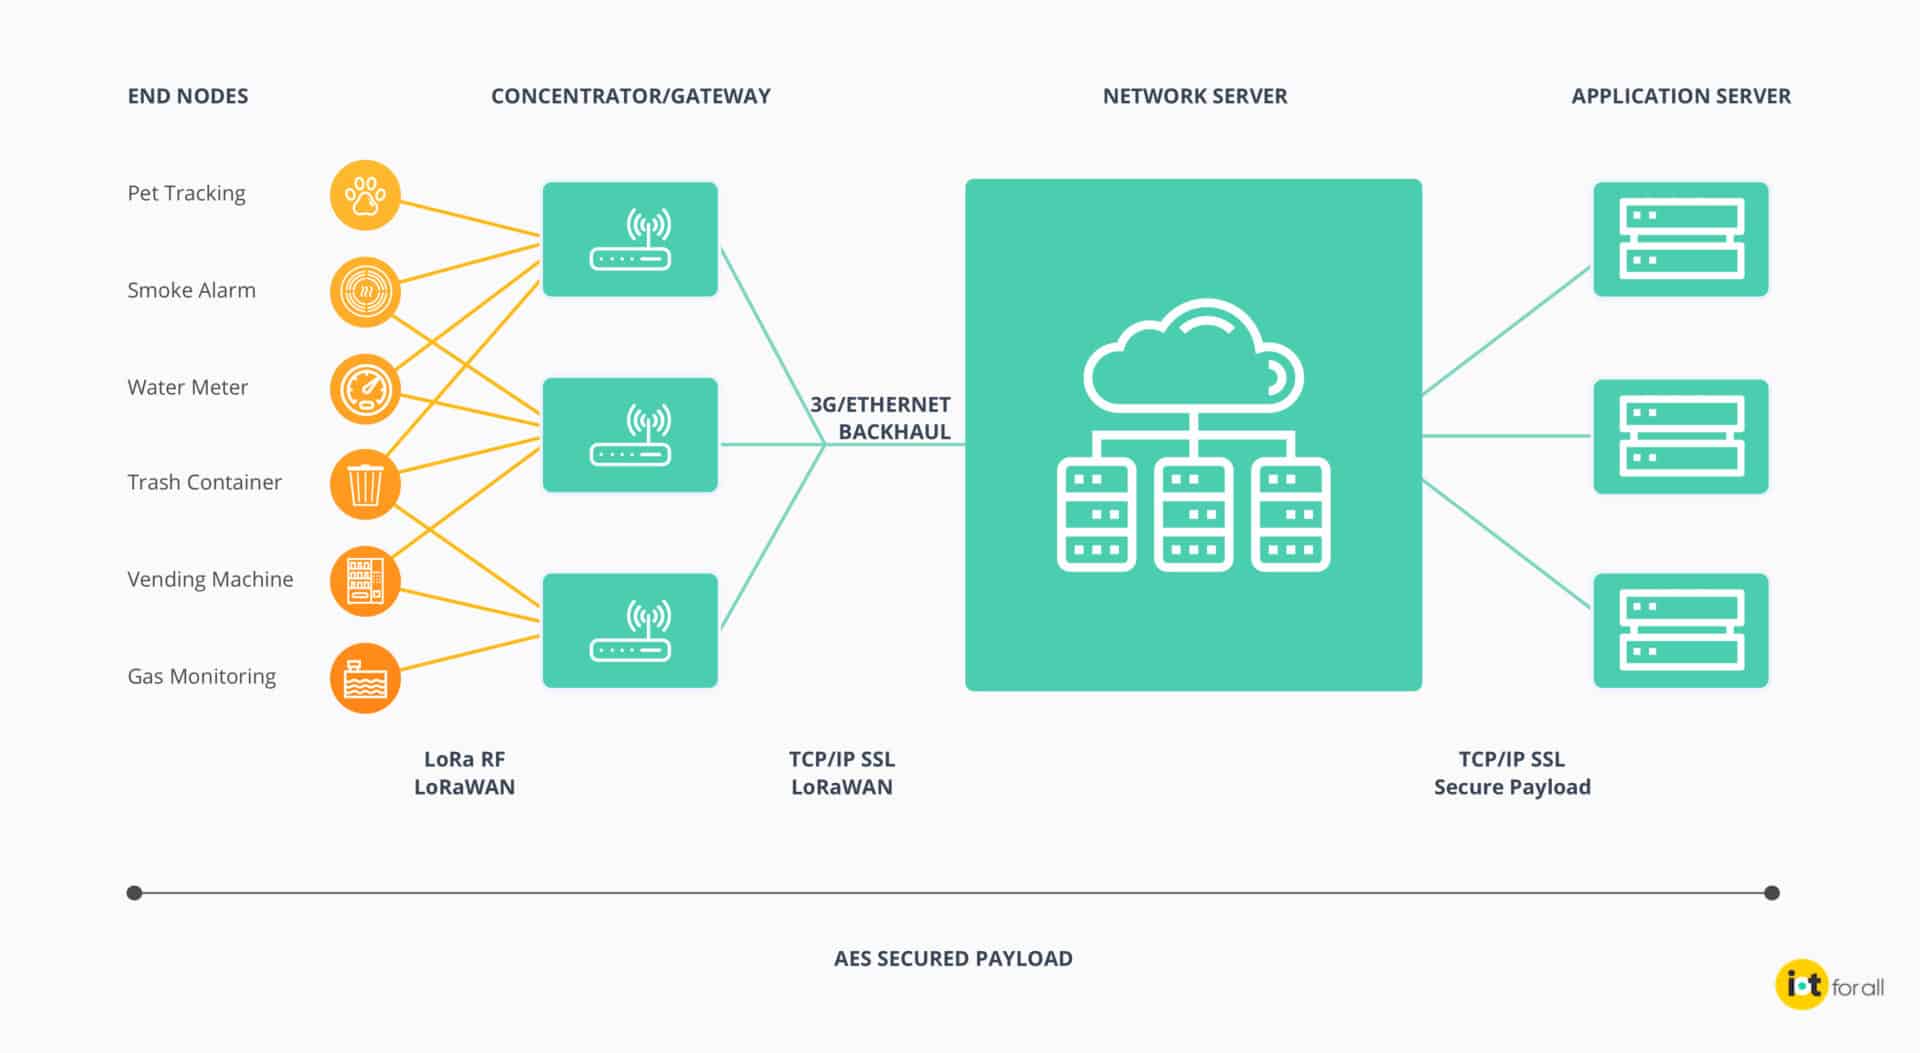 END NODES
CONCENTRATOR/GATEWAY
NETWORK SERVER
APPLICATION SERVER
Pet Tracking
Smoke Alarm
Water Meter
Trash Container
Vending Machine
Gas Monitoring
3G/ETHERNET
BACKHAUL
LoRa RF
LoRaWAN
TCP/IP SSL
LoRaWAN
TCP/IP SSL
Secure Payload
AES SECURED PAYLOAD
iot for all